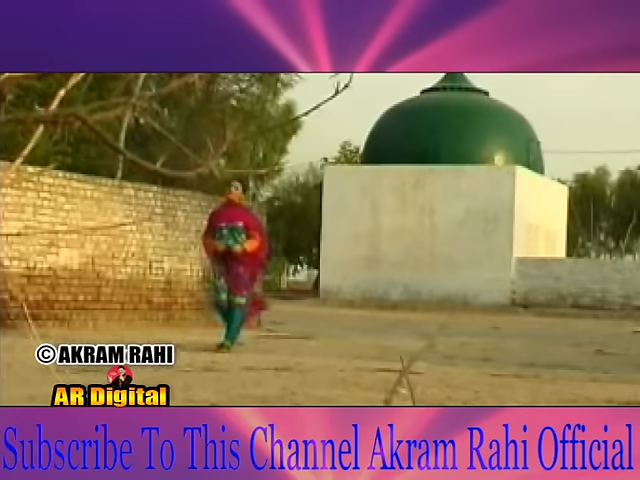 © AKRAM RAHI
AR Digital
Subscribe To This Channel Akram Rahi Official